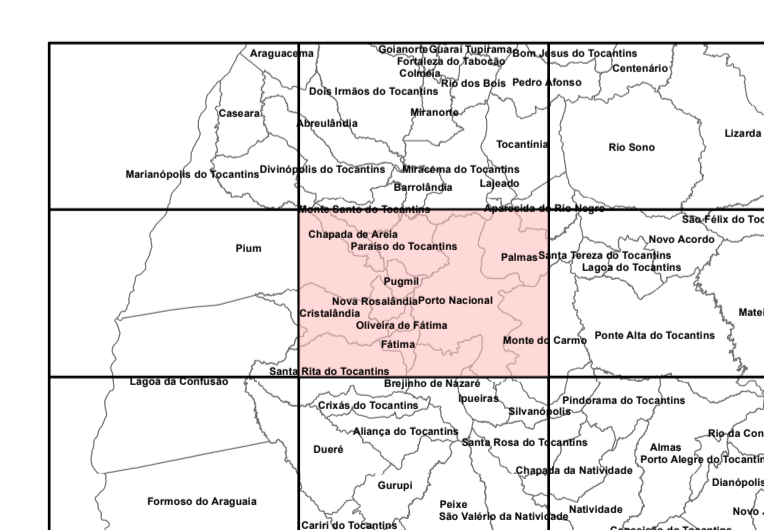 Araguacema
Goianorte Guaraí Tupirama Bom Jesus do Tocantins
Fortaleza do Tabocão
Colméia
Centenário
Rio dos Bois
Pedro Afonso
Dois Irmãos do Tocantins
Caseara
Miranorte
Abreulândia
Lizarda
Tocantínia
Rio Sono
Marianópolis do Tocantins
Divinópolis do Tocantins
Miracema do Tocantins
Barrolândia
Lajeado
Monte Santo do Tocantins
Aparecida do Rio Negro
São Félix do Toc
Chapada de Areia
Novo Acordo
Pium
Paraíso do Tocantins
Palmas
Santa Tereza do Tocantins
Lagoa do Tocantins
Pugmil
Nova Rosalândia
Porto Nacional
Cristalândia
Matei
Oliveira de Fátima
Fátima
Monte do Carmo
Ponte Alta do Tocantins
Santa Rita do Tocantins
Lagoa da Confusão
Brejinho de Nazaré
Ipueiras
Pindorama do Tocantins
Crixás do Tocantins
Silvanópolis
Aliança do Tocantins
Rio da Con
Santa Rosa do Tocantins
Dueré
Almas
Porto Alegre do Tocantin
Chapada da Natividade
Gurupi
Dianópolis
Formoso do Araguaia
Peixe
Natividade
Novo J
São Valério da Natividade
Cariri do Tocantins
Conceição do Tocantins